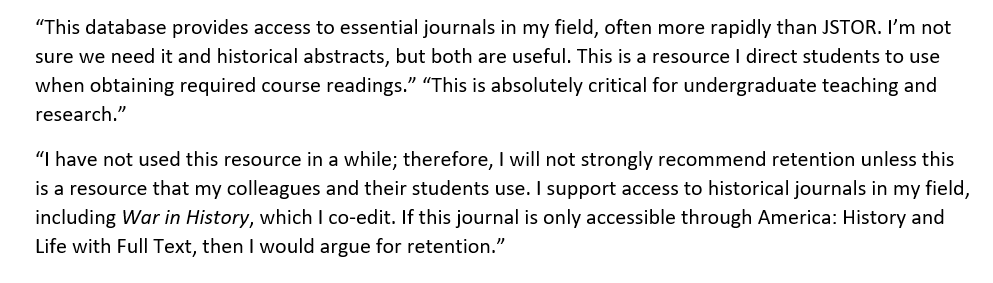 “This database provides access to essential journals in my field, often more rapidly than JSTOR. I’m not
sure we need it and historical abstracts, but both are useful. This is a resource I direct students to use
when obtaining required course readings.” “This is absolutely critical for undergraduate teaching and
research.”
“I have not used this resource in a while; therefore, I will not strongly recommend retention unless this
is a resource that my colleagues and their students use. I support access to historical journals in my field,
including War in History, which I co-edit. If this journal is only accessible through America: History and
Life with Full Text, then I would argue for retention.”